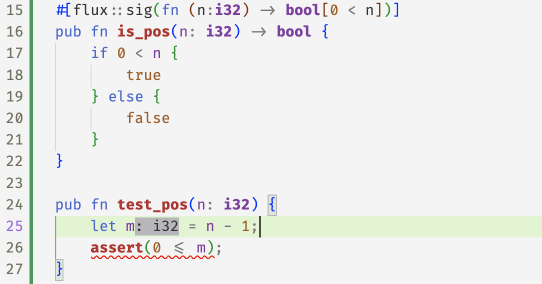 15 #[flux::sig(fn (n:i32) → bool[0 < n])]
16 pub fn is_pos(n: i32) → bool {
17 if 0 < n {
18 true
19 } else {
20 false
21 }
22 }
23
24 pub fn test_pos(n: i32) {
25 let m: i32 = n - 1;
26 assert(0 ⩽ m);
27 }